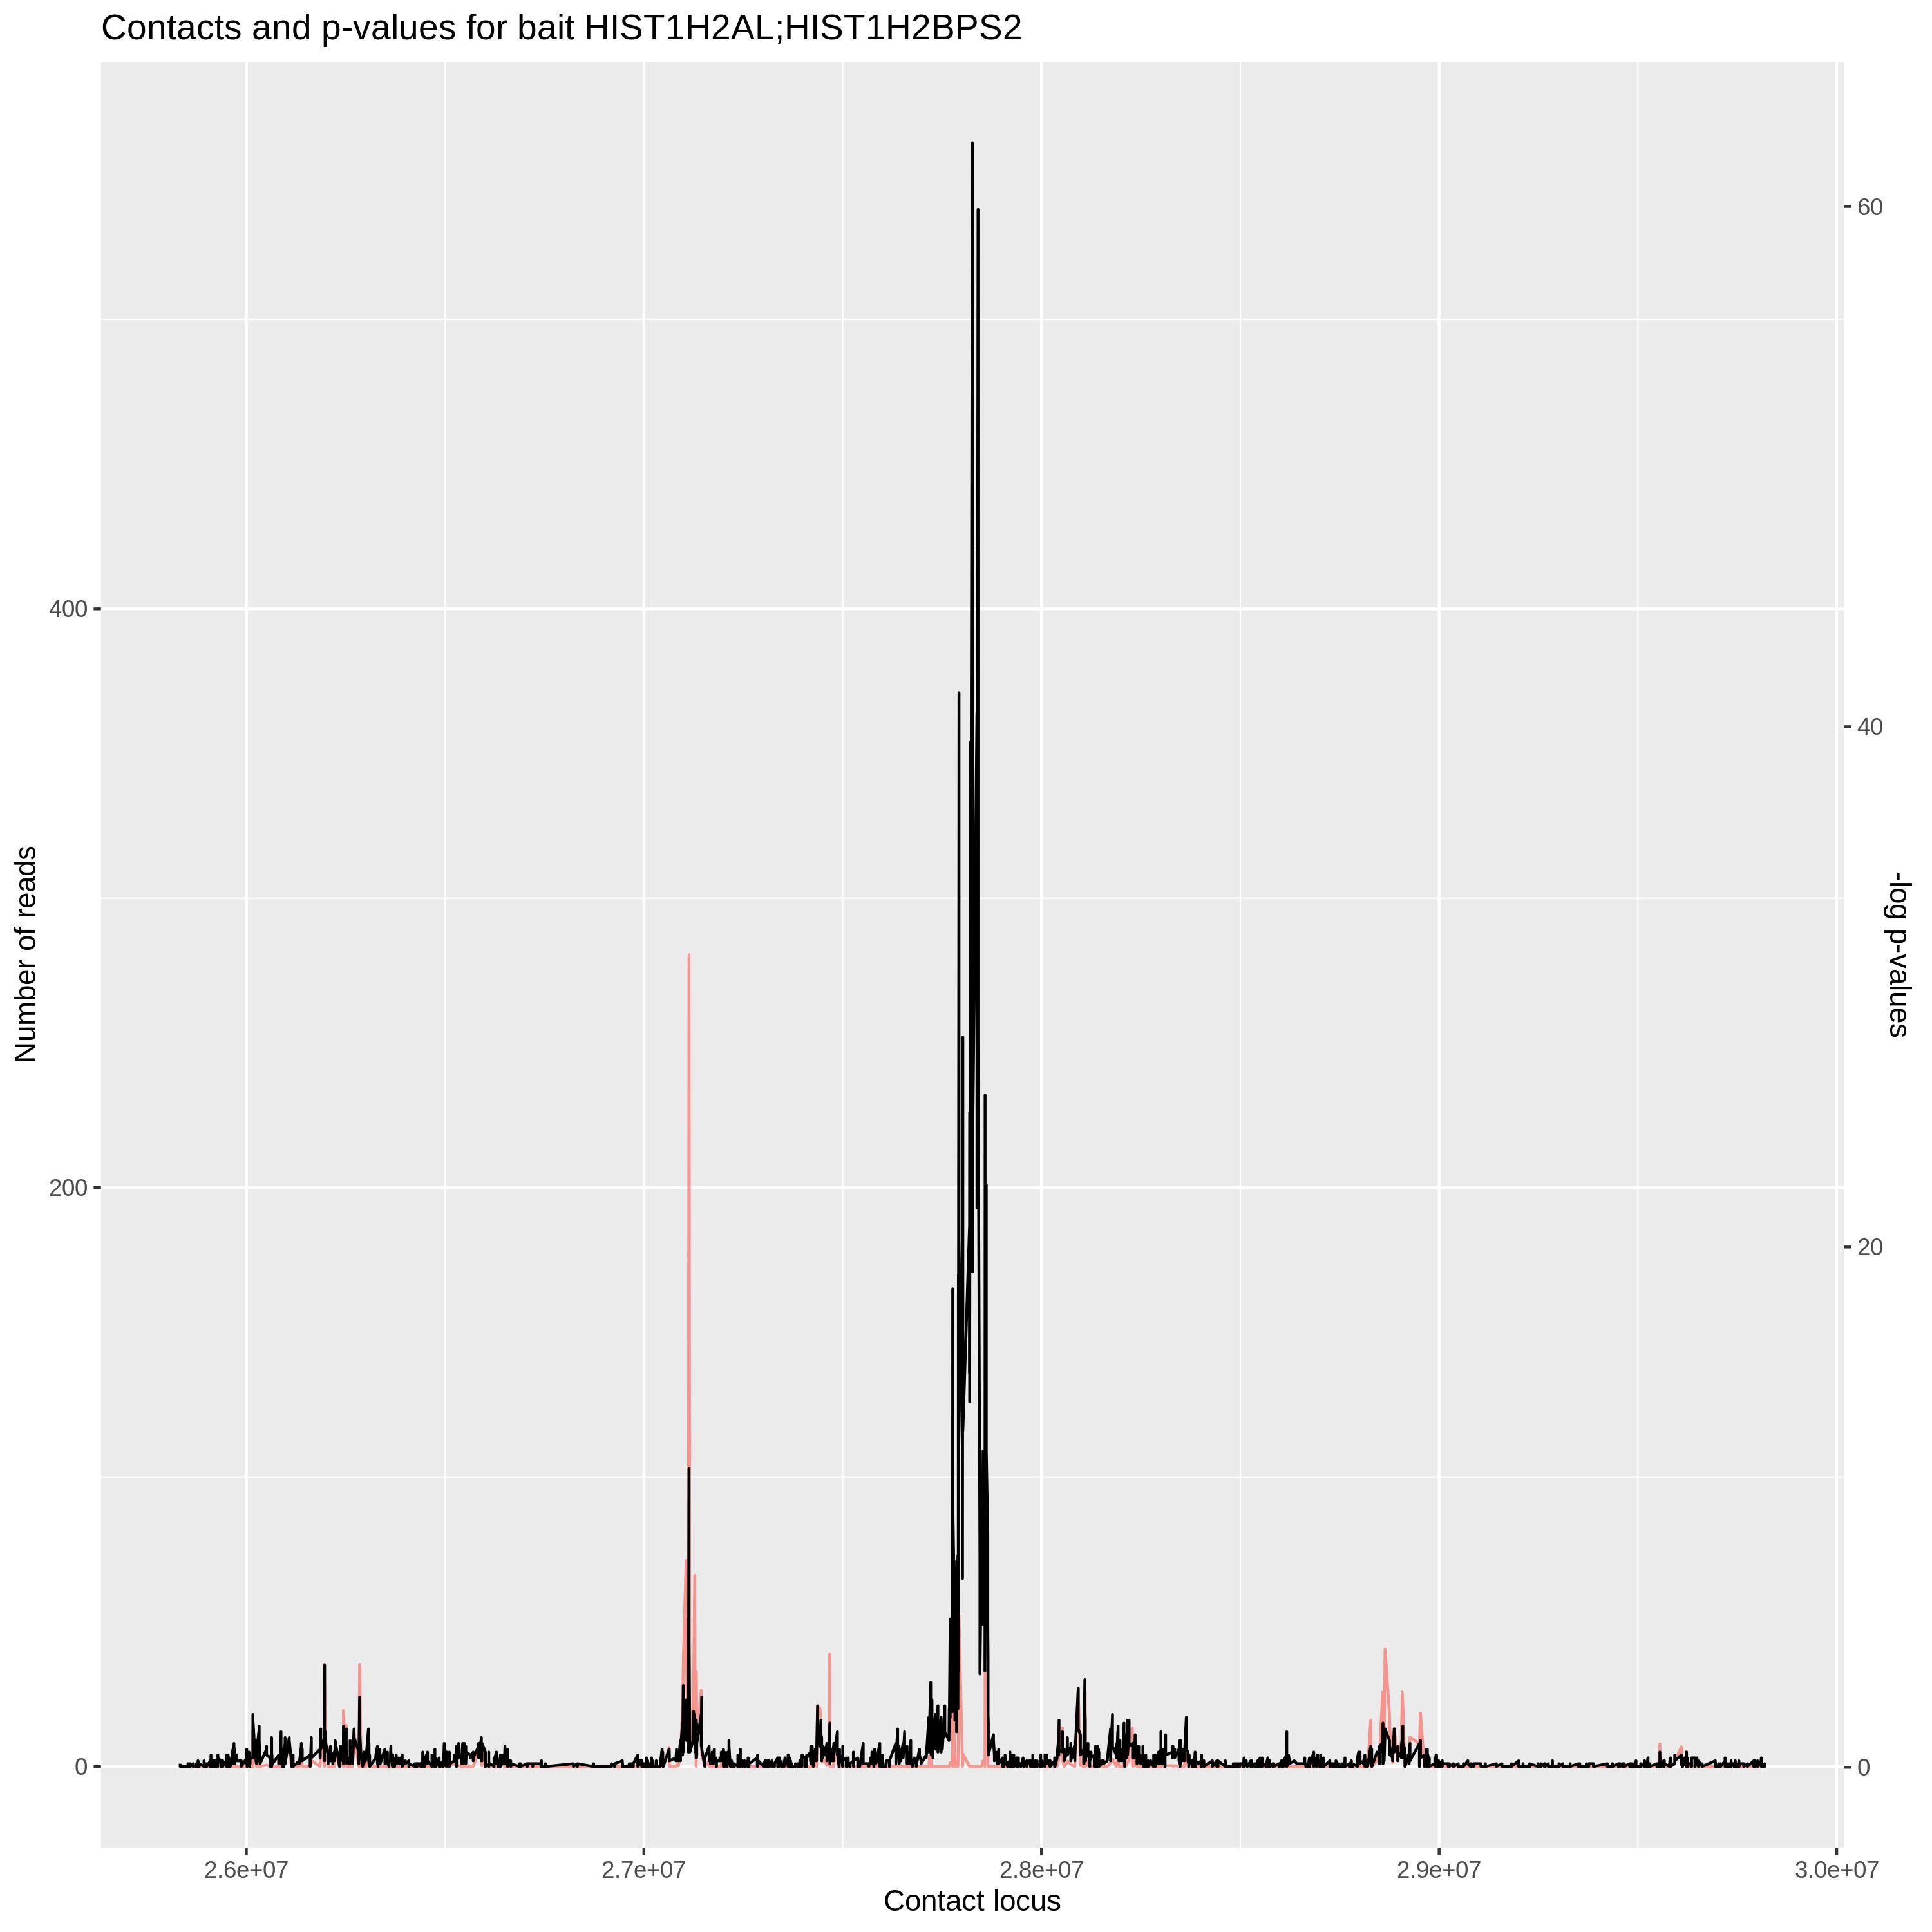 Contacts and p-values for bait HIST1H2AL;HIST1H2BPS2
Number of reads
400
200
0
60
40
20
0
-log p-values
2.6e+07
2.7e+07
2.8e+07
2.9e+07
3.0e+07
Contact locus